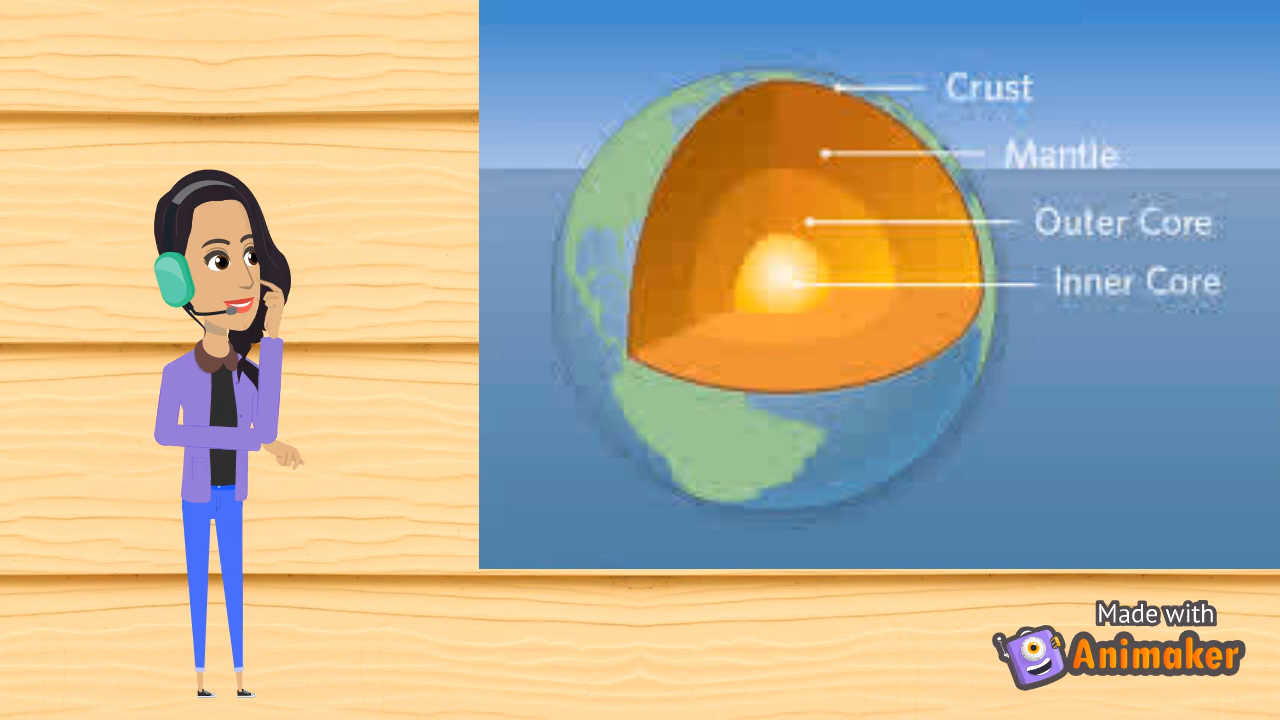 Crust
Mantle
Outer Core
Inner Core
Made with
Animaker